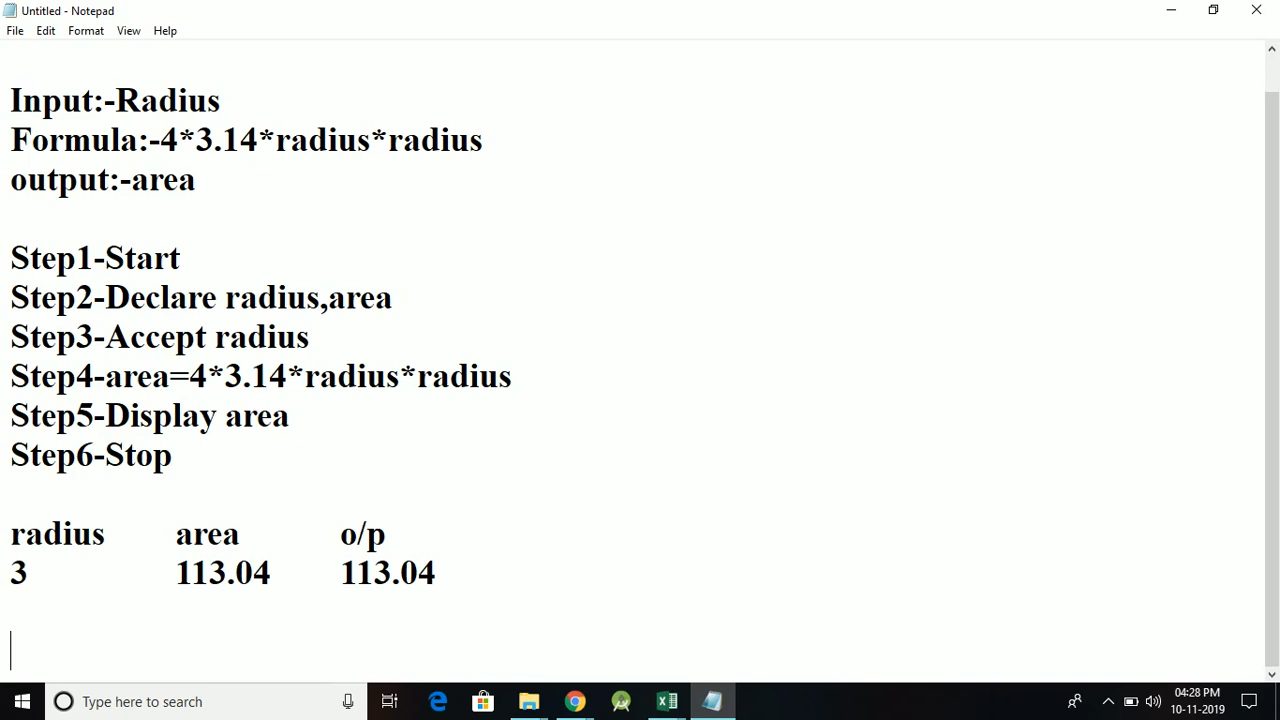 Untitled - Notepad
File Edit Format View Help
Input:-Radius
Formula:-4*3.14*radius*radius
output:-area
Step1-Start
Step2-Declare radius,area
Step3-Accept radius
Step4-area=4*3.14*radius*radius
Step5-Display area
Step6-Stop
radius area o/p
3 113.04 113.04
Type here to search
04:28 PM
10-11-2019